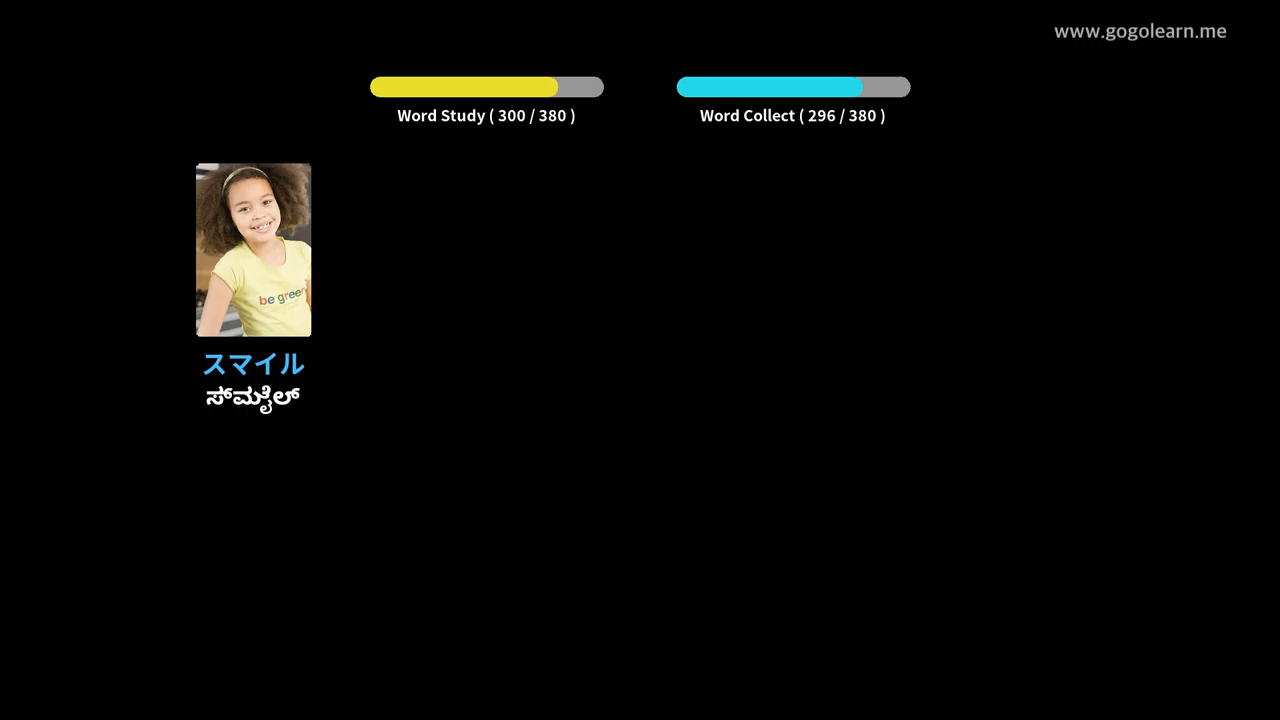 www.gogolearn.me
Word Study ( 300 / 380 )
Word Collect ( 296 / 380 )
be green
スマイル
ಸ್‌ಮೈಲ್